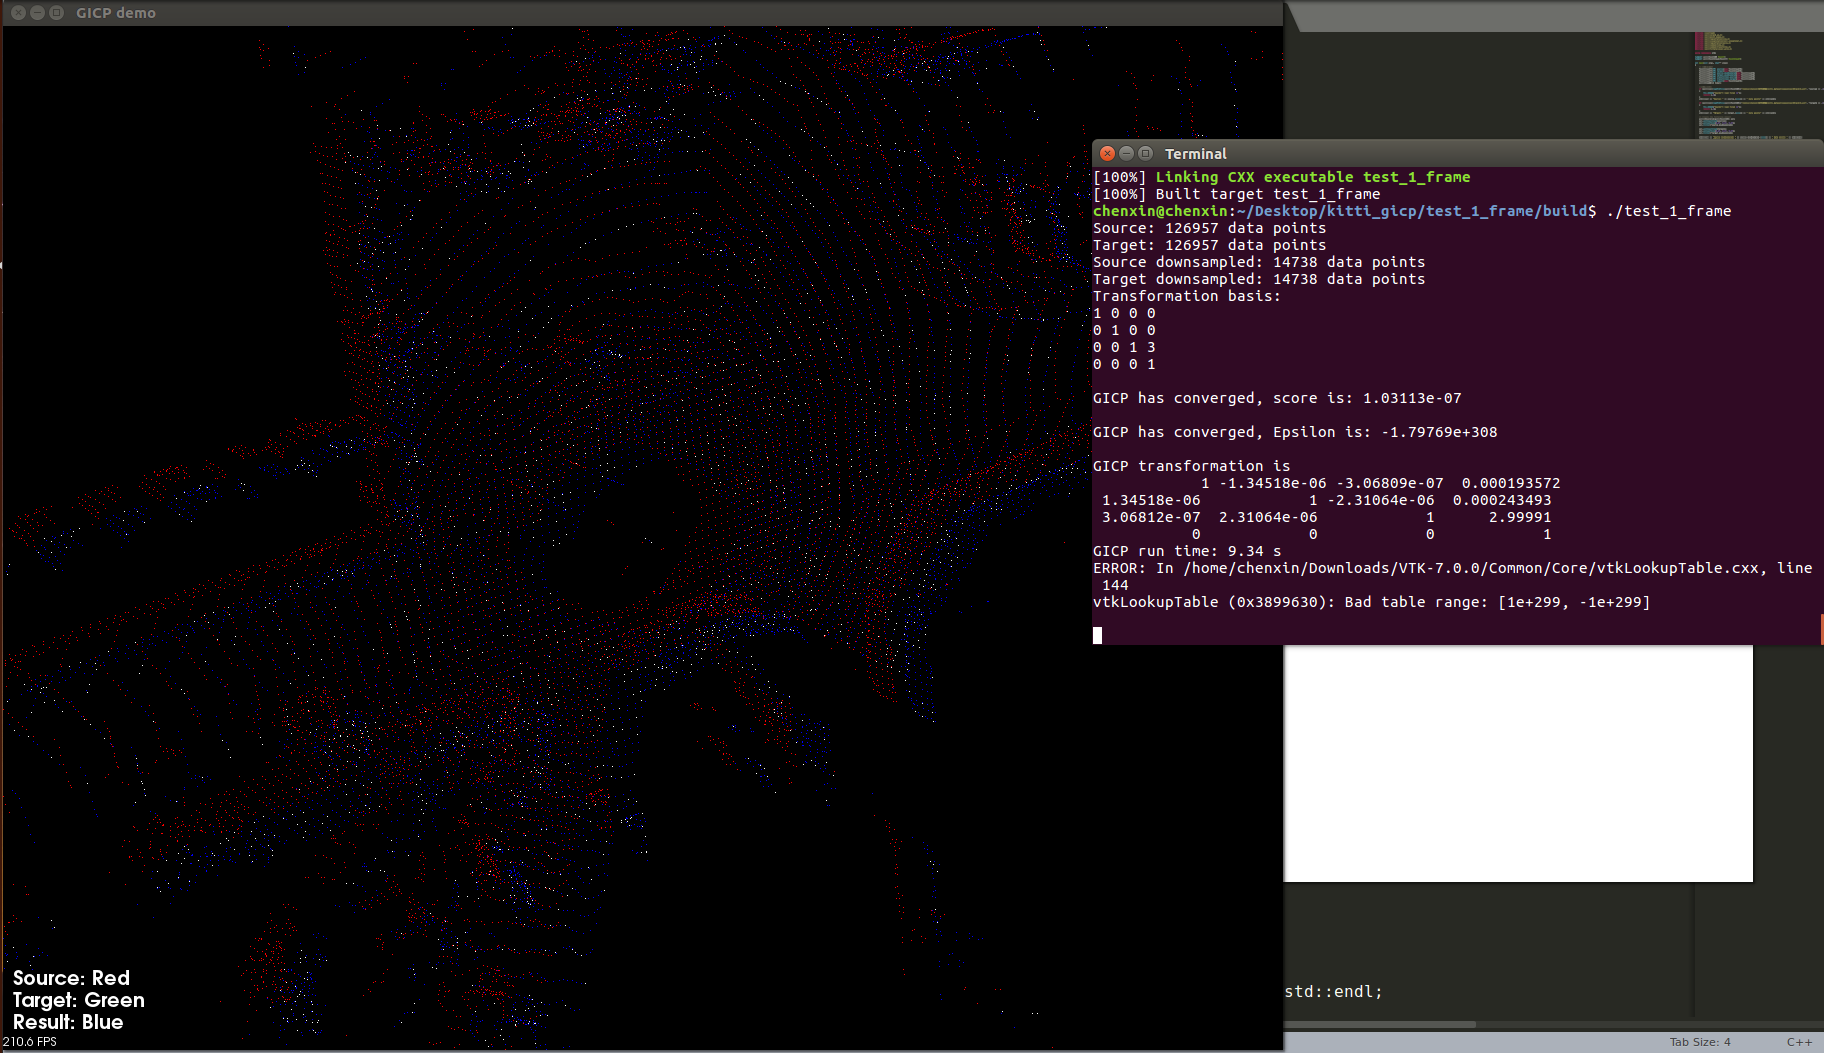 GICP demo
Source: Red
Target: Green
Result: Blue
210.6 FPS
Terminal
[100%] Linking CXX executable test_1_frame
[100%] Built target test_1_frame
chenxin@chenxin:~/Desktop/kitti_gicp/test_1_frame/build$ ./test_1_frame
Source: 126957 data points
Target: 126957 data points
Source downsampled: 14738 data points
Target downsampled: 14738 data points
Transformation basis:
1 0 0 0
0 1 0 0
0 0 1 3
0 0 0 1
GICP has converged, score is: 1.03113e-07
GICP has converged, Epsilon is: -1.79769e+308
GICP transformation is
1 -1.34518e-06 -3.06809e-07 0.000193572
1.34518e-06 1 -2.31064e-06 0.000243493
3.06812e-07 2.31064e-06 1 2.99991
0 0 0 1
GICP run time: 9.34 s
ERROR: In /home/chenxin/Downloads/VTK-7.0.0/Common/Core/vtkLookupTable.cxx, line
144
vtkLookupTable (0x3899630): Bad table range: [1e+299, -1e+299]
std::endl;
Tab Size: 4 C++